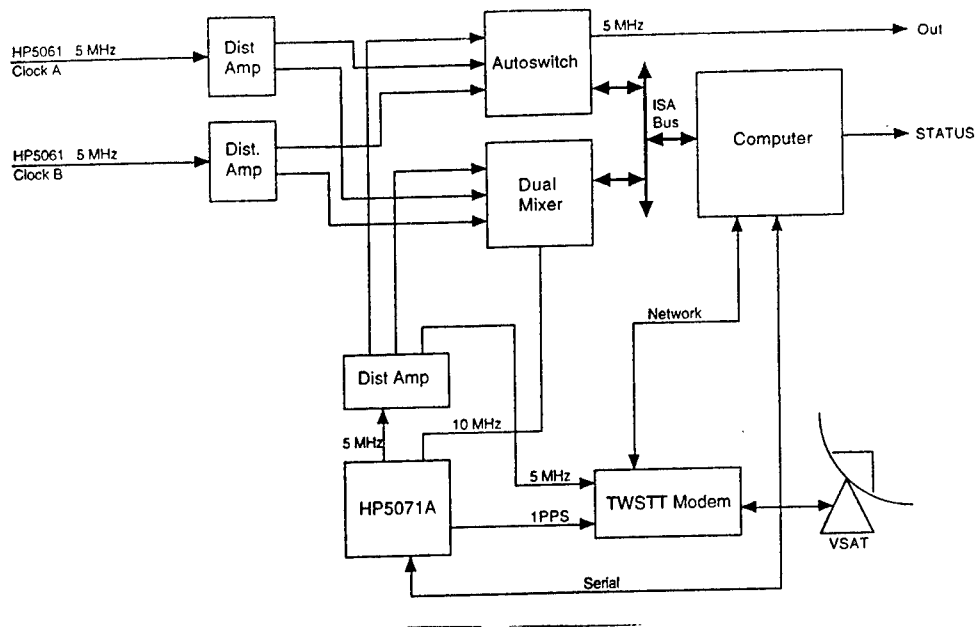 HP5061 5 MHz
Clock A
Dist
Amp
Autoswitch
5 MHz
Out
HP5061 5 MHz
Clock B
Dist.
Amp
Dual
Mixer
ISA
Bus
Computer
STATUS
Network
Dist Amp
5 MHz
10 MHz
HP5071A
5 MHz
1PPS
TWSTT Modem
VSAT
Serial